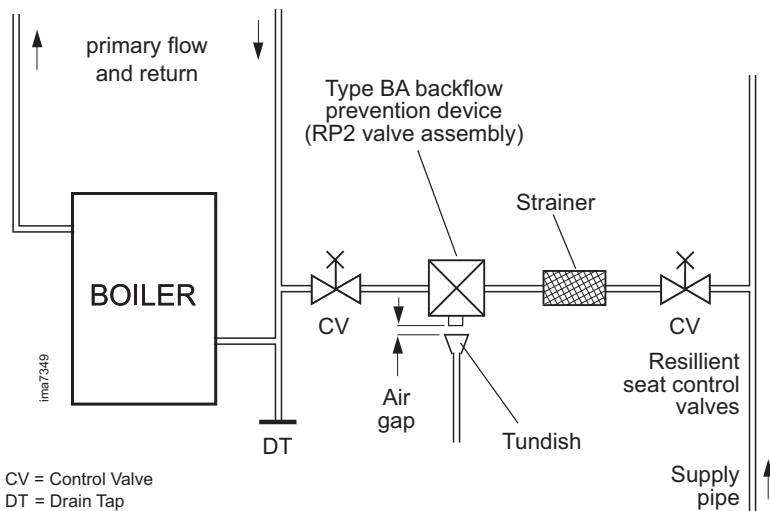 primary flow
and return
Type BA backflow
prevention device
(RP2 valve assembly)
Strainer
BOILER
CV
CV
Resillient
seat control
valves
Air
gap
Tundish
ima7349
DT
Supply
pipe
CV = Control Valve
DT = Drain Tap